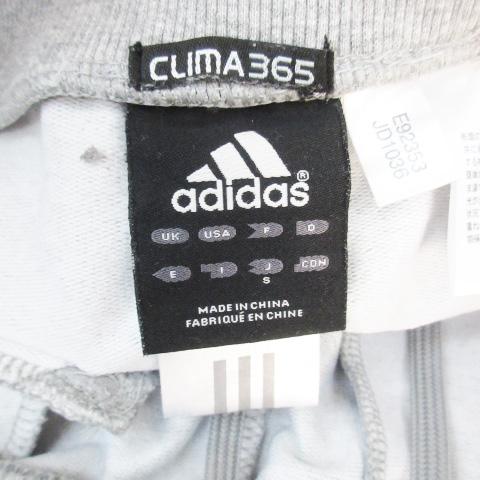 CLIMA365
adidas®
UK USA F D
E I J CDN
S
MADE IN CHINA
FABRIQUÉ EN CHINE
E92353
JD1036